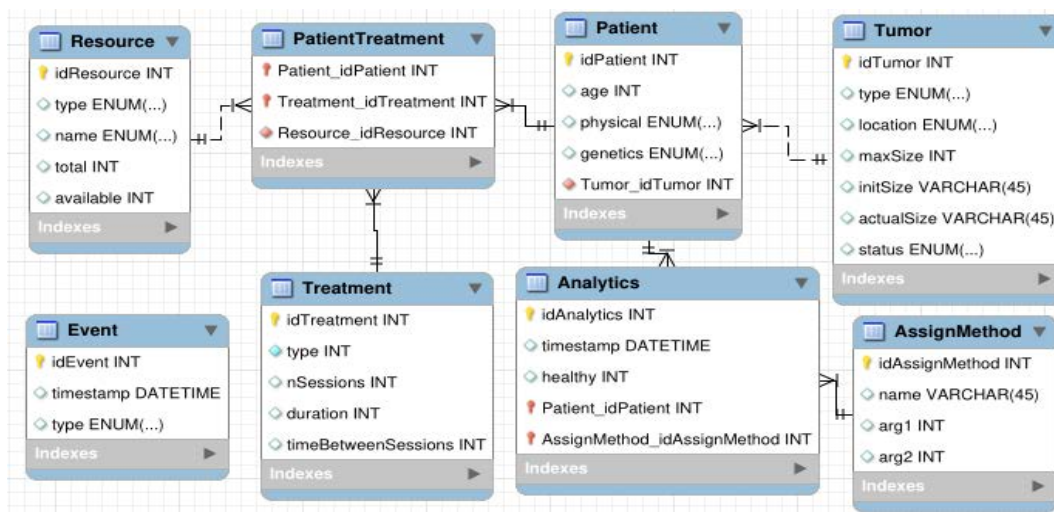 Resource
idResource INT
type ENUM(...)
name ENUM(...)
total INT
available INT
Indexes
PatientTreatment
Patient_idPatient INT
Treatment_idTreatment INT
Resource_idResource INT
Indexes
Patient
idPatient INT
age INT
physical ENUM(...)
genetics ENUM(...)
Tumor_idTumor INT
Indexes
Tumor
idTumor INT
type ENUM(...)
location ENUM(...)
maxSize INT
initSize VARCHAR(45)
actualSize VARCHAR(45)
status ENUM(...)
Indexes
Event
idEvent INT
timestamp DATETIME
type ENUM(...)
Indexes
Treatment
idTreatment INT
type INT
nSessions INT
duration INT
timeBetweenSessions INT
Indexes
Analytics
idAnalytics INT
timestamp DATETIME
healthy INT
Patient_idPatient INT
AssignMethod_idAssignMethod INT
Indexes
AssignMethod
idAssignMethod INT
name VARCHAR(45)
arg1 INT
arg2 INT
Indexes